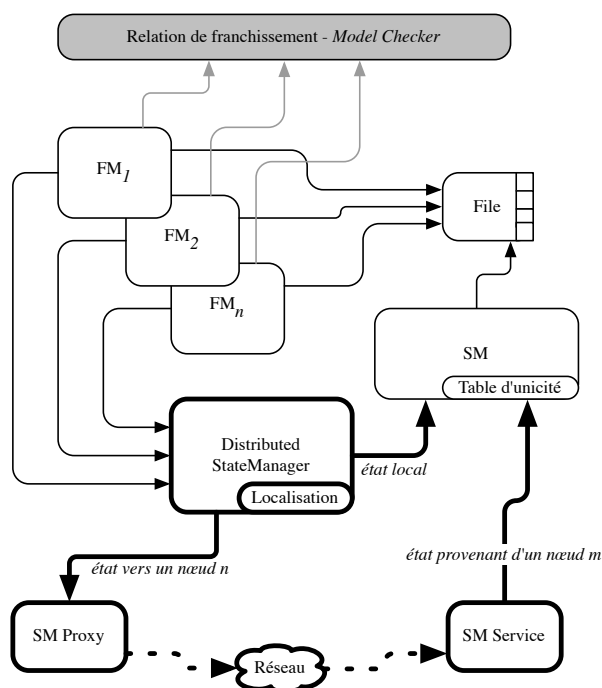 Relation de franchissement - Model Checker
FM1
File
FM2
FMn
SM
Table d'unicité
Distributed
StateManager
état local
Localisation
état provenant d'un nœud m
état vers un nœud n
SM Proxy
SM Service
Réseau